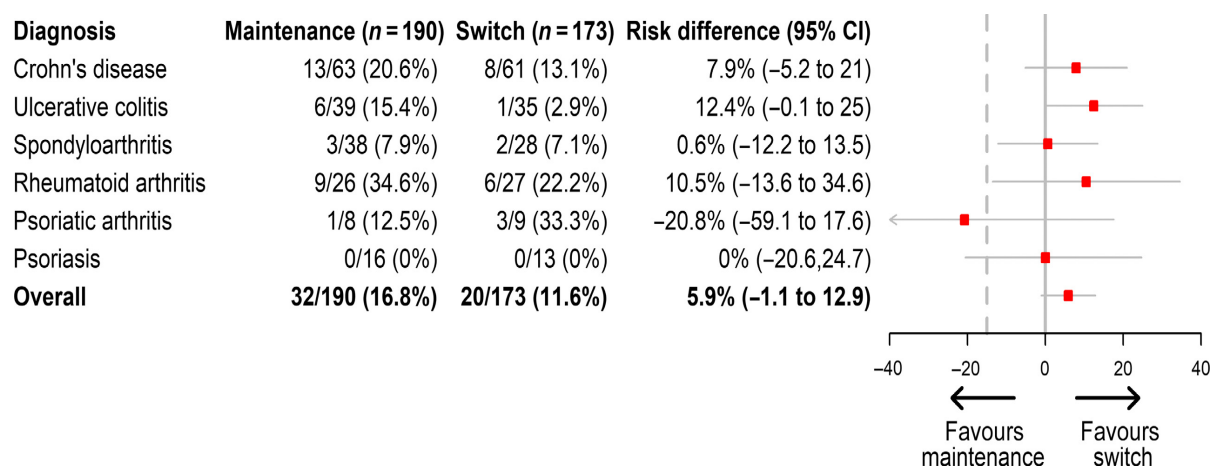 Diagnosis Maintenance (n = 190) Switch (n = 173) Risk difference (95% CI)
Crohn's disease 13/63 (20.6%) 8/61 (13.1%) 7.9% (−5.2 to 21)
Ulcerative colitis 6/39 (15.4%) 1/35 (2.9%) 12.4% (−0.1 to 25)
Spondyloarthritis 3/38 (7.9%) 2/28 (7.1%) 0.6% (−12.2 to 13.5)
Rheumatoid arthritis 9/26 (34.6%) 6/27 (22.2%) 10.5% (−13.6 to 34.6)
Psoriatic arthritis 1/8 (12.5%) 3/9 (33.3%) −20.8% (−59.1 to 17.6)
Psoriasis 0/16 (0%) 0/13 (0%) 0% (−20.6,24.7)
Overall 32/190 (16.8%) 20/173 (11.6%) 5.9% (−1.1 to 12.9)
−40 −20 0 20 40
Favours Favours
maintenance switch